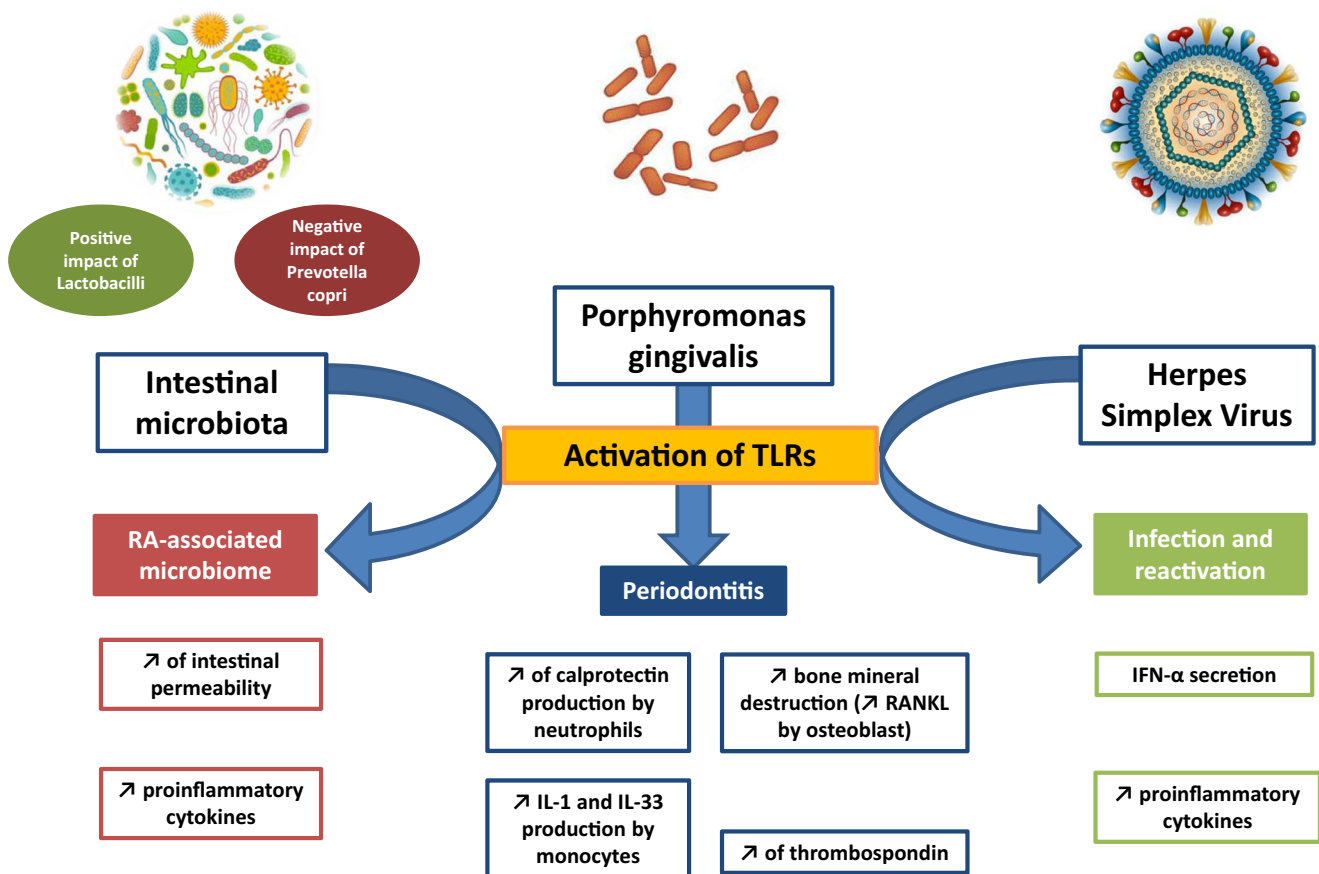 Positive
impact of
Lactobacilli
Negative
impact of
Prevotella
copri
Intestinal
microbiota
Porphyromonas
gingivalis
Herpes
Simplex Virus
Activation of TLRs
RA-associated
microbiome
Periodontitis
Infection and
reactivation
↗ of intestinal
permeability
↗ proinflammatory
cytokines
↗ of calprotectin
production by
neutrophils
↗ bone mineral
destruction (↗ RANKL
by osteoblast)
↗ IL-1 and IL-33
production by
monocytes
↗ of thrombospondin
IFN-α secretion
↗ proinflammatory
cytokines